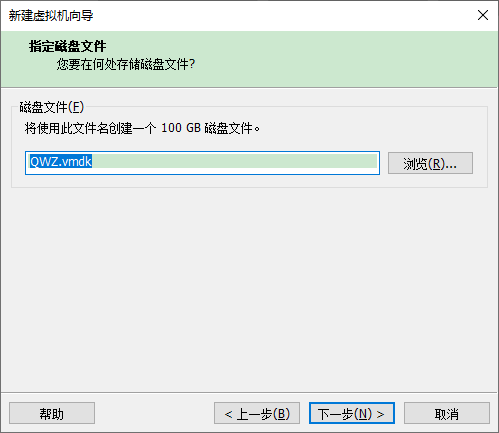 新建虚拟机向导
指定磁盘文件
您要在何处存储磁盘文件?
磁盘文件(F)
将使用此文件名创建一个 100 GB 磁盘文件。
QWZ.vmdk
浏览(R)...
帮助
< 上一步(B)
下一步(N) >
取消